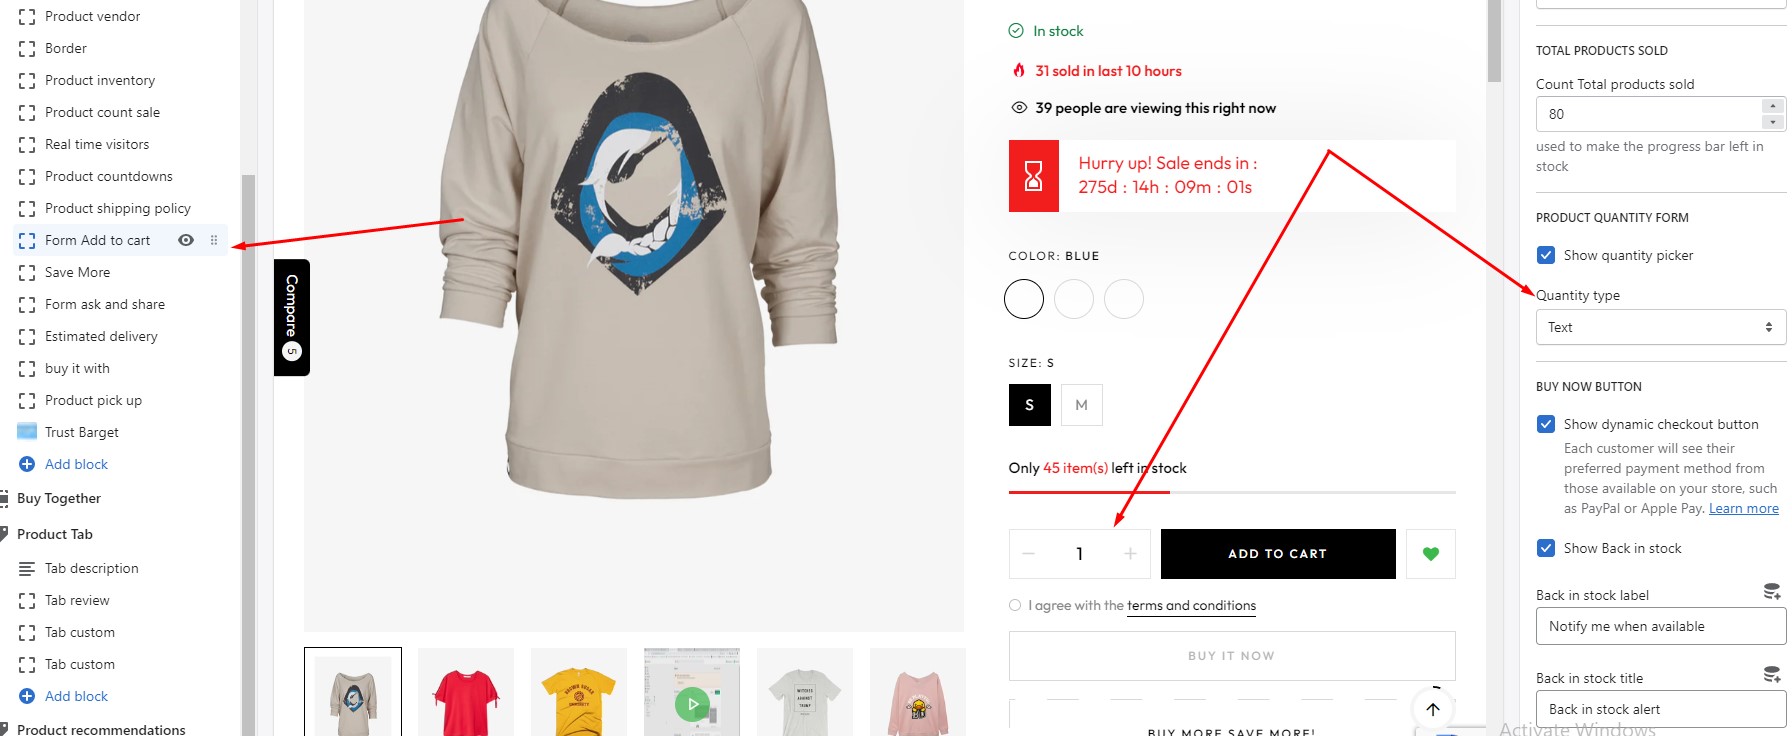 Product vendor
Border
Product inventory
Product count sale
Real time visitors
Product countdowns
Product shipping policy
Form Add to cart
Save More
Form ask and share
Estimated delivery
buy it with
Product pick up
Trust Barget
Add block
Buy Together
Product Tab
Tab description
Tab review
Tab custom
Tab custom
Add block
Product recommendations
Compare 5
In stock
31 sold in last 10 hours
39 people are viewing this right now
Hurry up! Sale ends in :
275d : 14h : 09m : 01s
COLOR: BLUE
SIZE: S
S M
Only 45 item(s) left in stock
1
ADD TO CART
I agree with the terms and conditions
BUY IT NOW
BUY MORE SAVE MORE!
TOTAL PRODUCTS SOLD
Count Total products sold
80
used to make the progress bar left in
stock
PRODUCT QUANTITY FORM
Show quantity picker
Quantity type
Text
BUY NOW BUTTON
Show dynamic checkout button
Each customer will see their
preferred payment method from
those available on your store, such
as PayPal or Apple Pay. Learn more
Show Back in stock
Back in stock label
Notify me when available
Back in stock title
Back in stock alert
Activate Windows